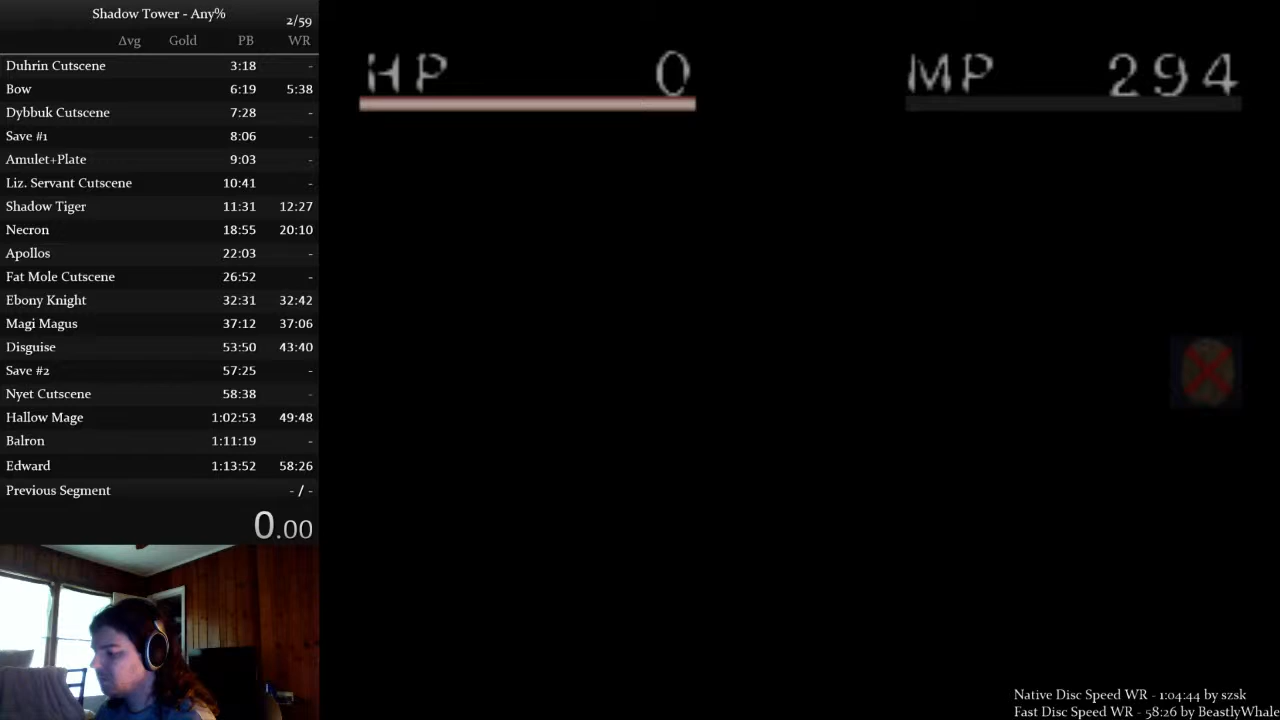 Shadow Tower - Any%
2/59
Δvg Gold PB WR
Duhrin Cutscene 3:18 -
Bow 6:19 5:38
Dybbuk Cutscene 7:28 -
Save #1 8:06 -
Amulet+Plate 9:03 -
Liz. Servant Cutscene 10:41 -
Shadow Tiger 11:31 12:27
Necron 18:55 20:10
Apollos 22:03 -
Fat Mole Cutscene 26:52 -
Ebony Knight 32:31 32:42
Magi Magus 37:12 37:06
Disguise 53:50 43:40
Save #2 57:25 -
Nyet Cutscene 58:38 -
Hallow Mage 1:02:53 49:48
Balron 1:11:19 -
Edward 1:13:52 58:26
Previous Segment - / -
0.00
HP 0 MP 294
Native Disc Speed WR - 1:04:44 by szsk
Fast Disc Speed WR - 58:26 by BeastlyWhale